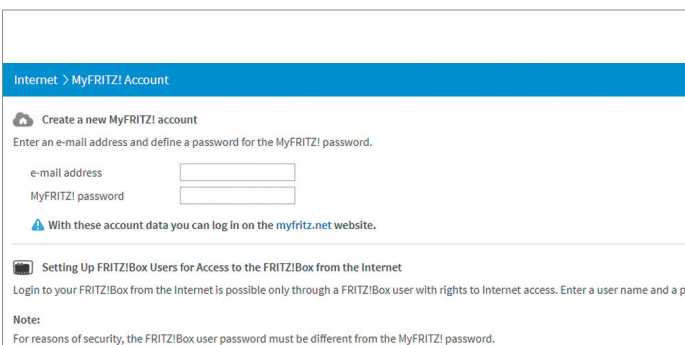 Internet > MyFRITZ! Account
Create a new MyFRITZ! account
Enter an e-mail address and define a password for the MyFRITZ! password.
e-mail address
MyFRITZ! password
With these account data you can log in on the myfritz.net website.
Setting Up FRITZ!Box Users for Access to the FRITZ!Box from the Internet
Login to your FRITZ!Box from the Internet is possible only through a FRITZ!Box user with rights to Internet access. Enter a user name and a p
Note:
For reasons of security, the FRITZ!Box user password must be different from the MyFRITZ! password.